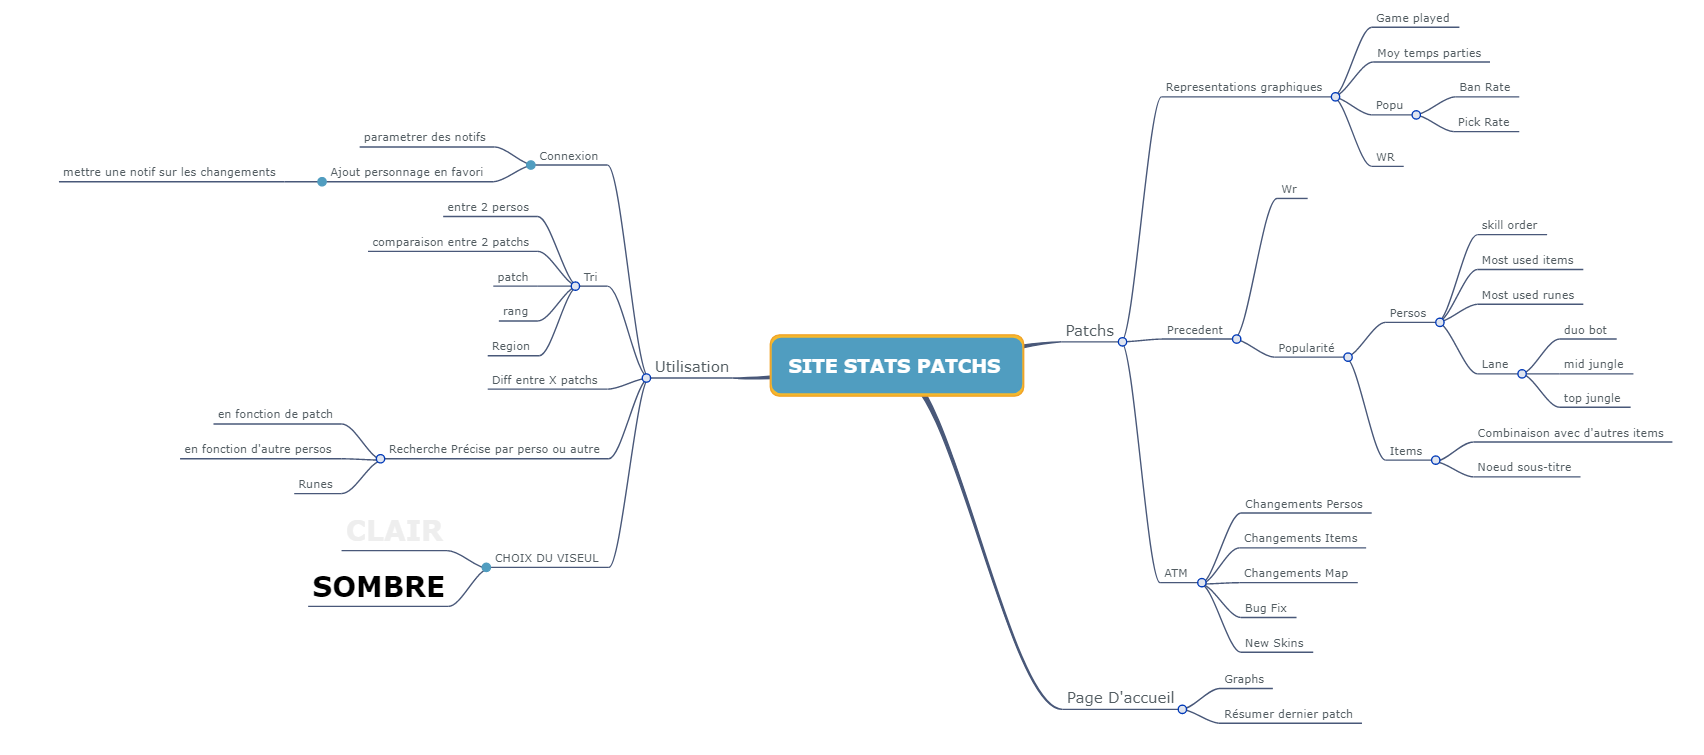 SITE STATS PATCHS
Utilisation
Connexion
parametrer des notifs
Ajout personnage en favori
mettre une notif sur les changements
Tri
entre 2 persos
comparaison entre 2 patchs
patch
rang
Region
Diff entre X patchs
Recherche Précise par perso ou autre
en fonction de patch
en fonction d'autre persos
Runes
CHOIX DU VISEUL
CLAIR
SOMBRE
Patchs
Representations graphiques
Game played
Moy temps parties
Popu
Ban Rate
Pick Rate
WR
Precedent
Wr
Popularité
Persos
skill order
Most used items
Most used runes
Lane
duo bot
mid jungle
top jungle
Items
Combinaison avec d'autres items
Noeud sous-titre
ATM
Changements Persos
Changements Items
Changements Map
Bug Fix
New Skins
Page D'accueil
Graphs
Résumer dernier patch